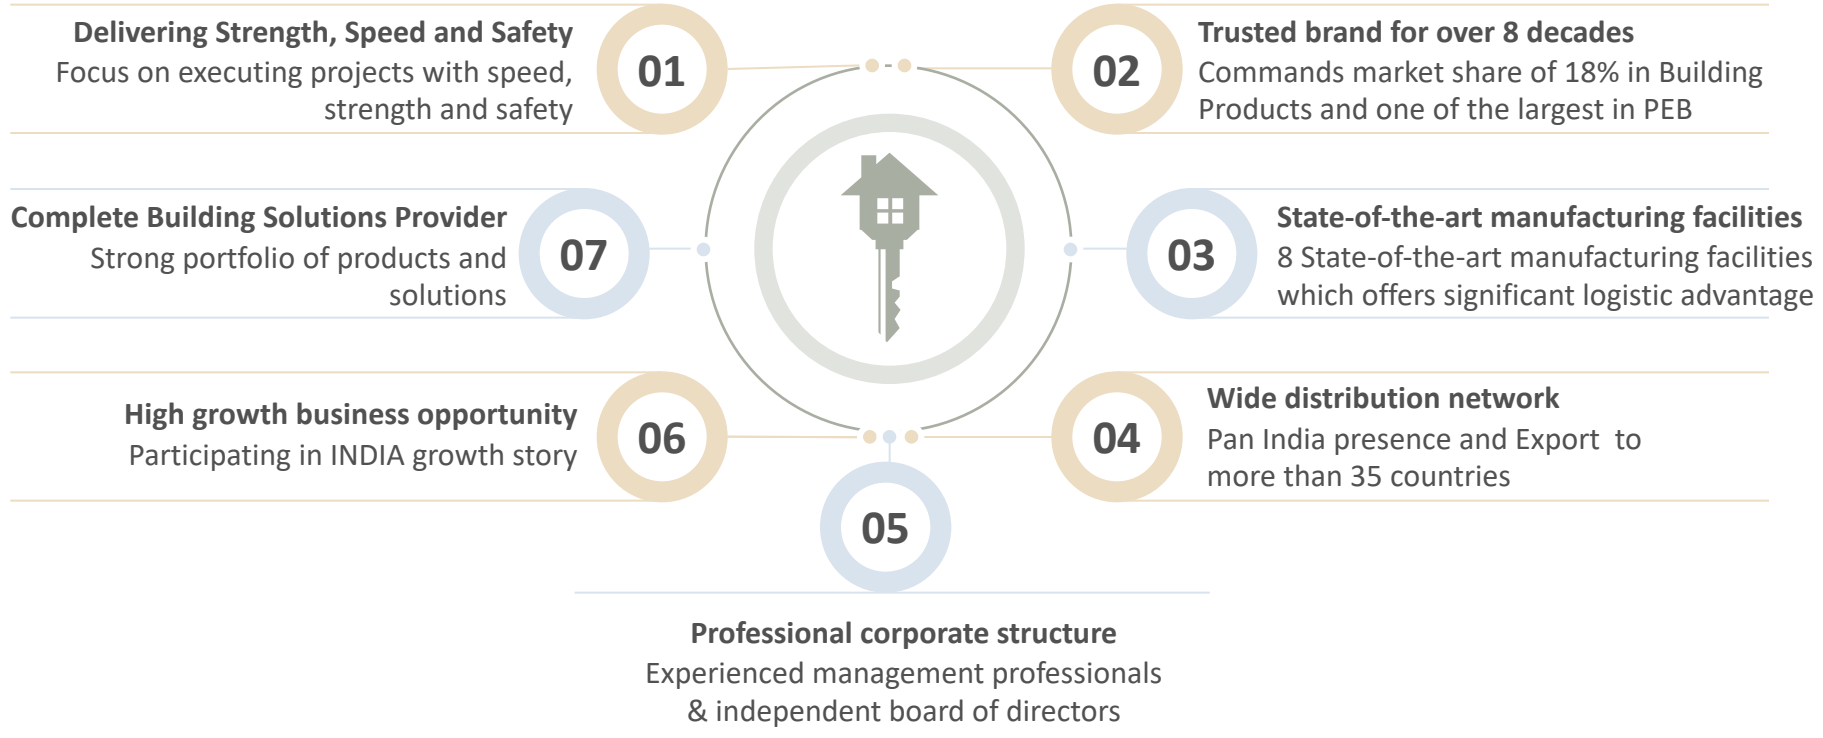 01
Delivering Strength, Speed and Safety
Focus on executing projects with speed,
strength and safety
02
Trusted brand for over 8 decades
Commands market share of 18% in Building
Products and one of the largest in PEB
03
State-of-the-art manufacturing facilities
8 State-of-the-art manufacturing facilities
which offers significant logistic advantage
04
Wide distribution network
Pan India presence and Export  to
more than 35 countries
05
Professional corporate structure
Experienced management professionals
& independent board of directors
06
High growth business opportunity
Participating in INDIA growth story
07
Complete Building Solutions Provider
Strong portfolio of products and
solutions